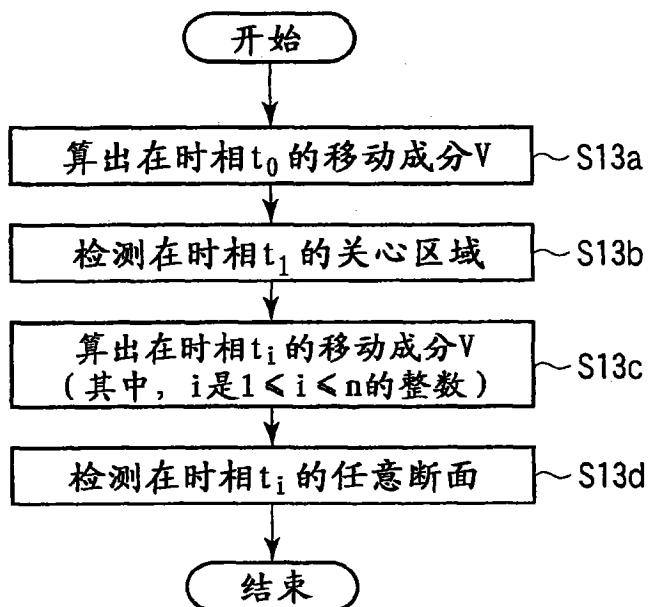 开始
算出在时相t₀的移动成分V
S13a
检测在时相t₁的关心区域
S13b
算出在时相tᵢ的移动成分V
(其中, i是1≤i≤n的整数)
S13c
检测在时相tᵢ的任意断面
S13d
结束